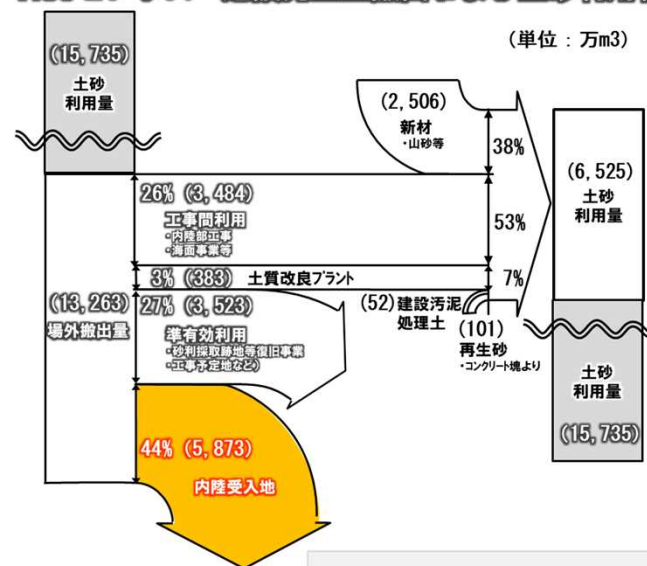 (単位：万m3)
(15,735)
土砂
利用量
(2,506)
新材
・山砂等
38%
(6,525)
土砂
利用量
26% (3,484)
工事間利用
・内陸部工事
・海面事業等
53%
3% (383) 土質改良プラント
7%
(13,263)
場外搬出量
27% (3,523)
準有効利用
・砂利採取跡地等復旧事業
・工事予定地など)
(52)建設汚泥
処理土
(101)
再生砂
・コンクリート塊より
土砂
利用量
(15,735)
44% (5,873)
内陸受入地